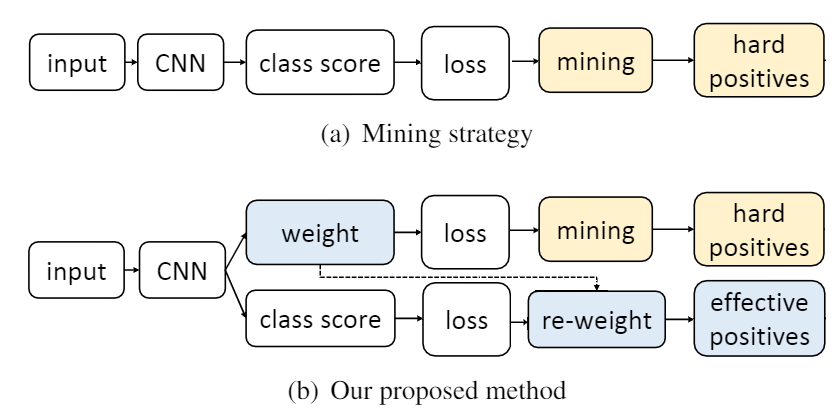 input
CNN
class score
loss
mining
hard
positives
(a) Mining strategy
input
CNN
weight
loss
mining
hard
positives
class score
loss
re-weight
effective
positives
(b) Our proposed method